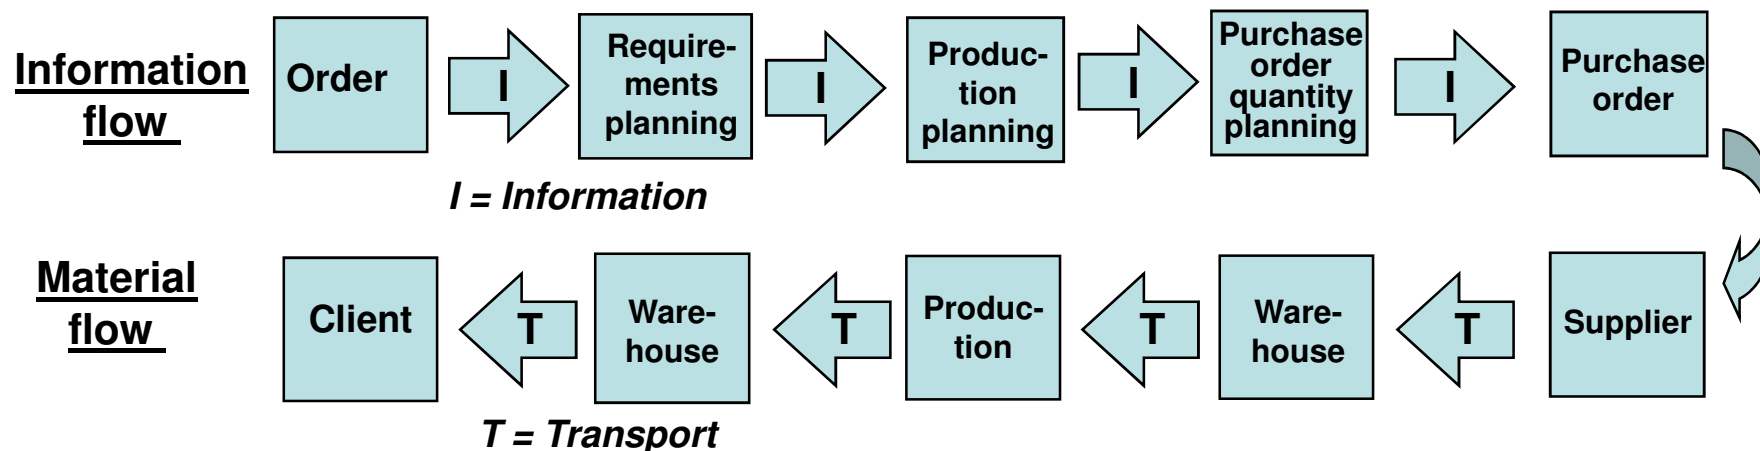 Information
flow
Order
I
Require-
ments
planning
I
Produc-
tion
planning
I
Purchase
order
quantity
planning
I
Purchase
order
I = Information
Material
flow
Client
T
Ware-
house
T
Produc-
tion
T
Ware-
house
T
Supplier
T = Transport